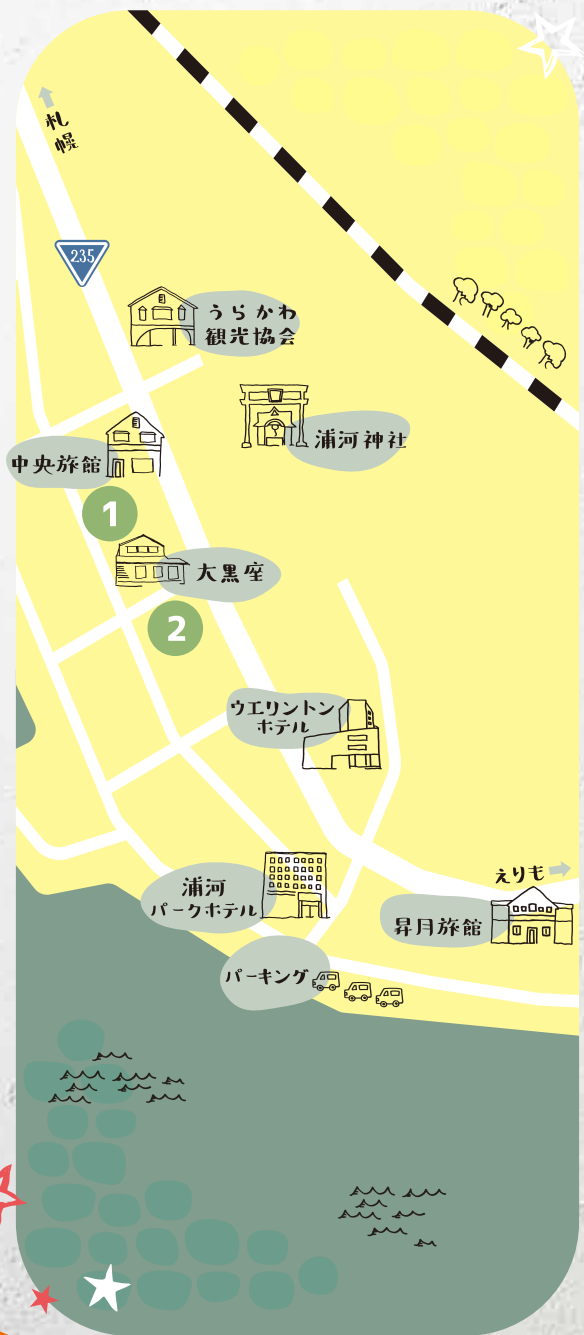 札幌
235
うらかわ
観光協会
浦河神社
中央旅館
1
大黒座
2
ウエリントン
ホテル
えりも
浦河
パークホテル
昇月旅館
パーキング